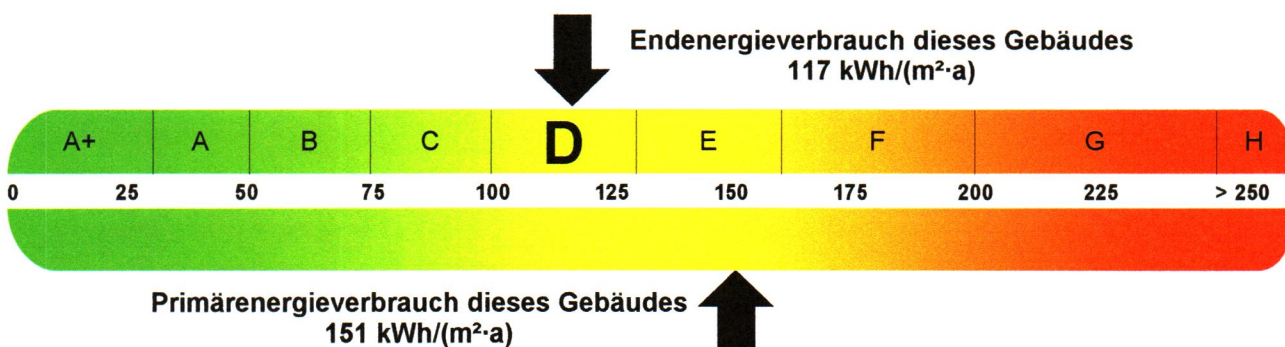 Endenergieverbrauch dieses Gebäudes
117 kWh/(m²·a)
A+ A B C D E F G H
0 25 50 75 100 125 150 175 200 225 > 250
Primärenergieverbrauch dieses Gebäudes
151 kWh/(m²·a)